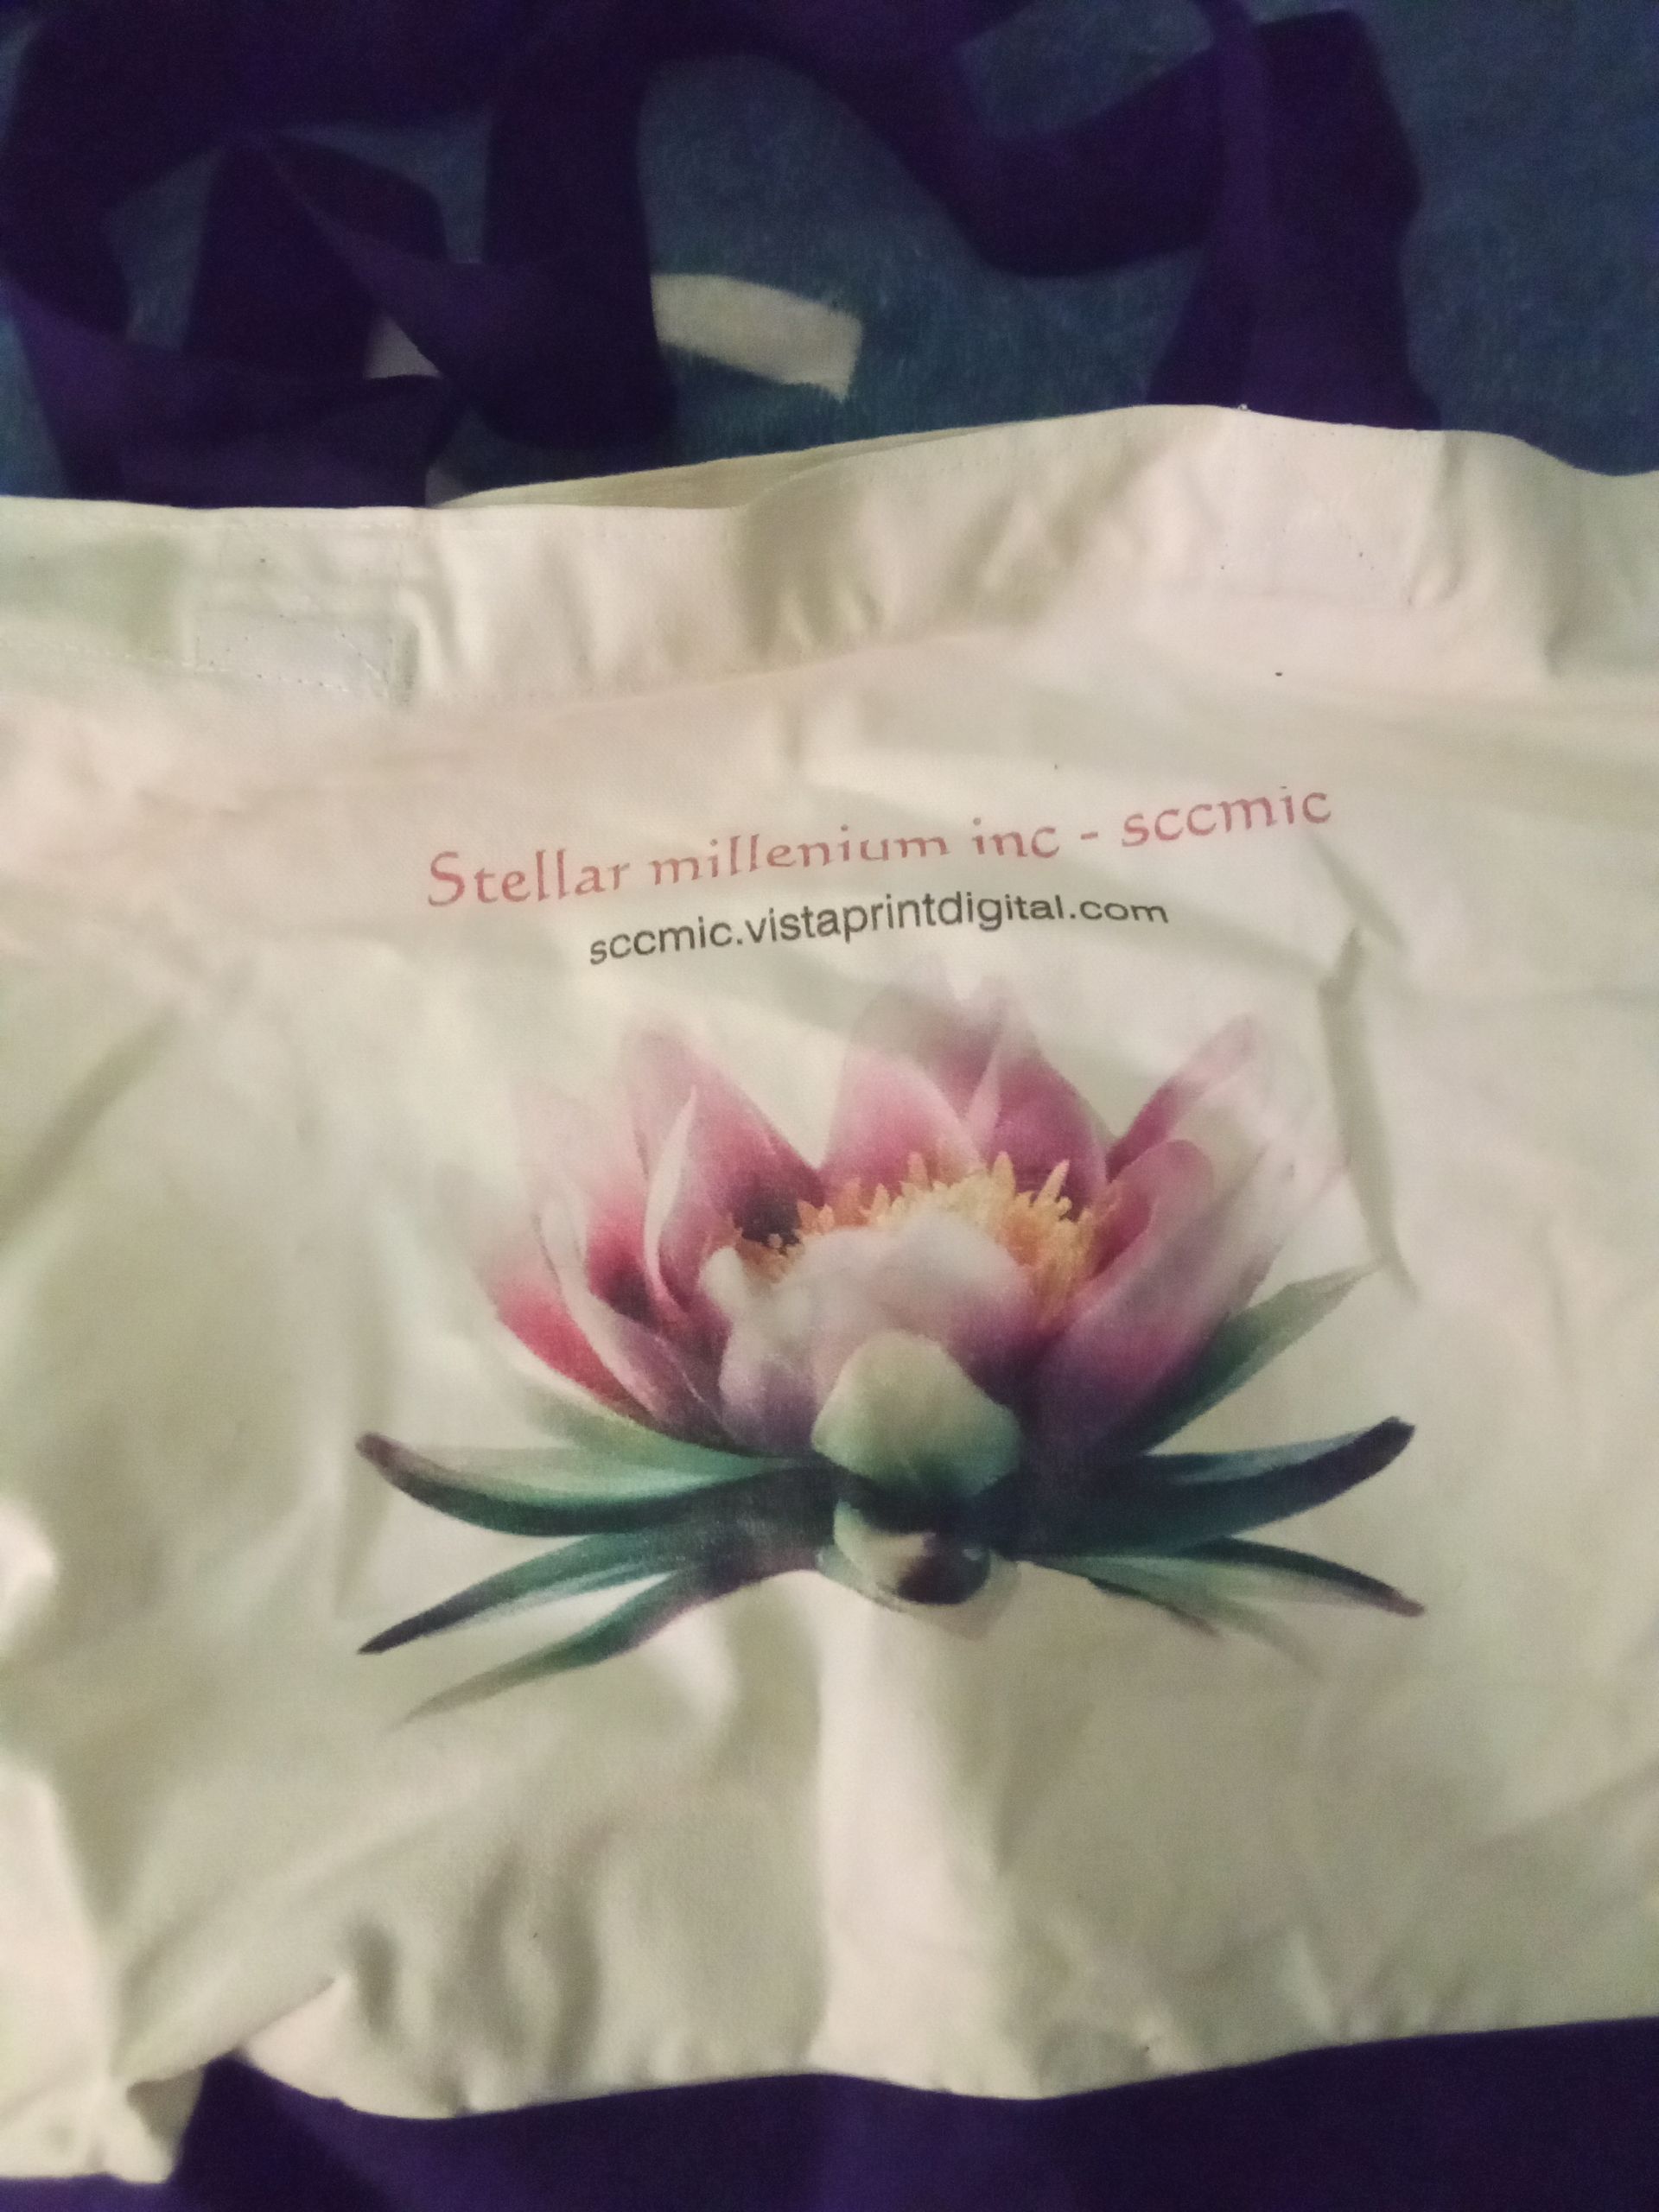 Stellar millenium inc - sccmic
sccmic.vistaprintdigital.com